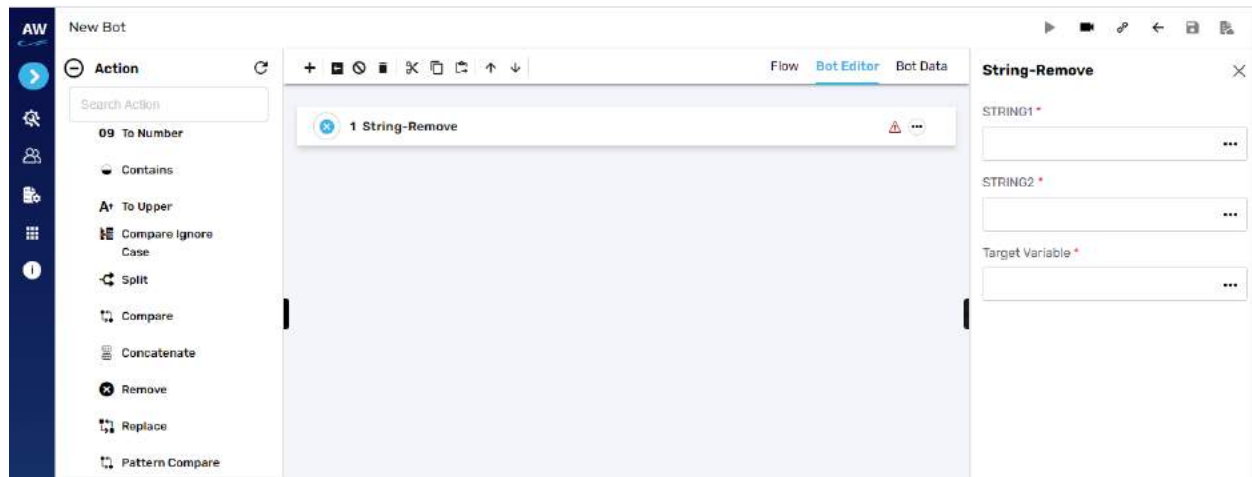 AW
New Bot
Action
Search Action
09 To Number
Contains
A To Upper
Compare Ignore
Case
Split
Compare
Concatenate
Remove
Replace
Pattern Compare
Flow Bot Editor Bot Data
1 String-Remove
String-Remove
STRING1 *
STRING2 *
Target Variable *